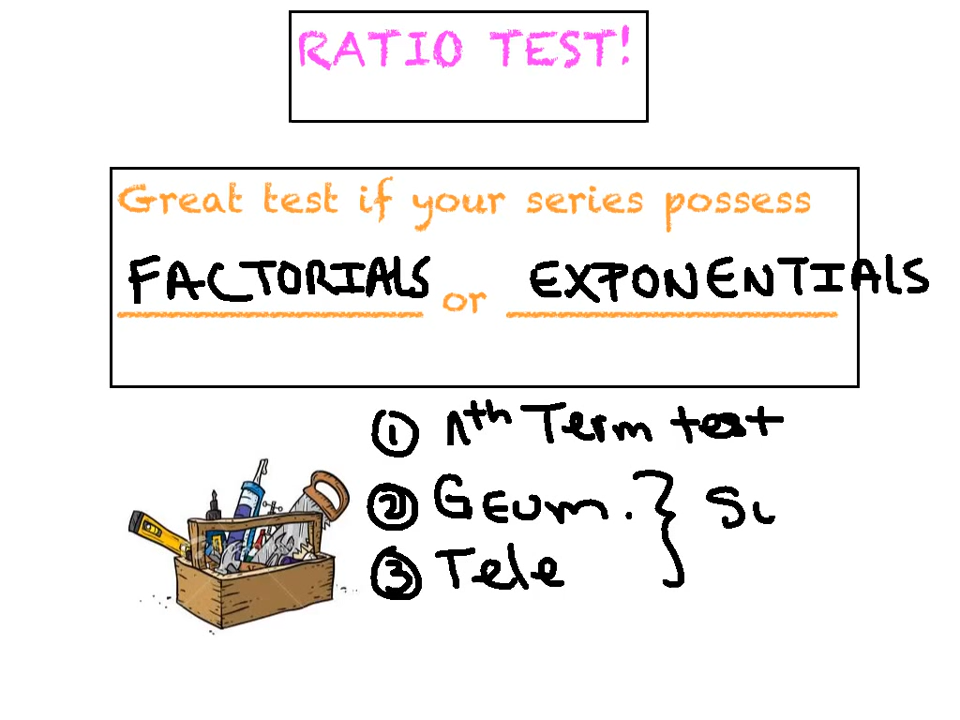 RATIO TEST!
Great test if your series possess
FACTORIALS or EXPONENTIALS
① nth Term test
② Geom.
③ Tele